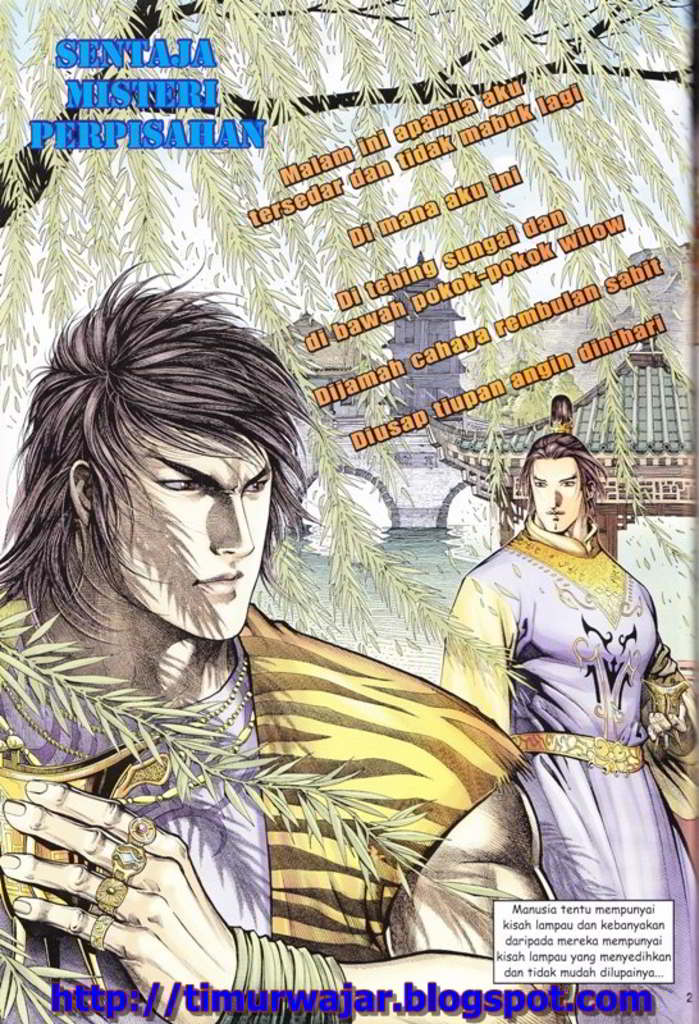 SENTAJA
MISTERI
PERPISAHAN
Malam ini apabila aku
tersedar dan tidak mabuk lagi
Di mana aku ini
Di tebing sungai dan
di bawah pokok-pokok wilow
Dijamah cahaya rembulan sabit
Diusap tiupan angin dinihari
Manusia tentu mempunyai
kisah lampau dan kebanyakan
daripada mereka mempunyai
kisah lampau yang menyedihkan
dan tidak mudah dilupainya...
http://timurwajar.blogspot.com
2